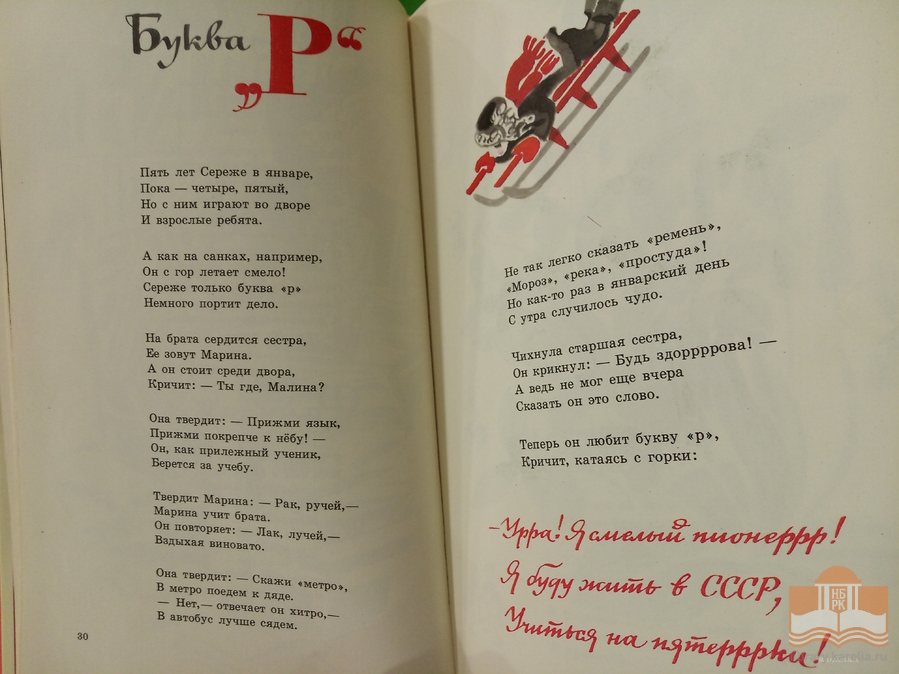 Буква
„Р“
Пять лет Сереже в январе,
Пока — четыре, пятый,
Но с ним играют во дворе
И взрослые ребята.
А как на санках, например,
Он с гор летает смело!
Сереже только буква «р»
Немного портит дело.
На брата сердится сестра,
Ее зовут Марина.
А он стоит среди двора,
Кричит: — Ты где, Малина?
Она твердит: — Прижми язык,
Прижми покрепче к нёбу! —
Он, как прилежный ученик,
Берется за учебу.
Твердит Марина: — Рак, ручей,—
Марина учит брата.
Он повторяет: — Лак, лучей,—
Вздыхая виновато.
Она твердит: — Скажи «метро»,
В метро поедем к дяде.
— Нет,— отвечает он хитро,—
В автобус лучше сядем.
30
Не так легко сказать «ремень»,
«Мороз», «река», «простуда»!
Но как-то раз в январский день
С утра случилось чудо.
Чихнула старшая сестра,
Он крикнул: — Будь здоррррова! —
А ведь не мог еще вчера
Сказать он это слово.
Теперь он любит букву «р»,
Кричит, катаясь с горки:
–Урра! Я смелый пионеррр!
Я буду жить в СССР,
Учиться на пятерррки!
НБ
РК